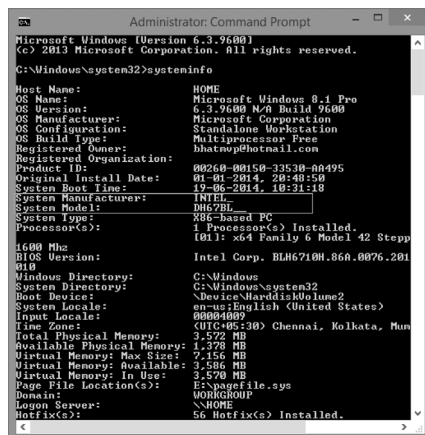 Administrator: Command Prompt
Microsoft Windows [Version 6.3.9600]
(c) 2013 Microsoft Corporation. All rights reserved.
C:\Windows\system32>systeminfo
Host Name: HOME
OS Name: Microsoft Windows 8.1 Pro
OS Version: 6.3.9600 N/A Build 9600
OS Manufacturer: Microsoft Corporation
OS Configuration: Standalone Workstation
OS Build Type: Multiprocessor Free
Registered Owner: bhatmvp@hotmail.com
Registered Organization:
Product ID: 00260-00150-33530-AA495
Original Install Date: 01-01-2014, 20:48:50
System Boot Time: 19-06-2014, 10:31:18
System Manufacturer: INTEL_
System Model: DH67BL__
System Type: X86-based PC
Processor(s): 1 Processor(s) Installed.
[01]: x64 Family 6 Model 42 Stepp
1600 Mhz
BIOS Version: Intel Corp. BLH6710H.86A.0076.201
010
Windows Directory: C:\Windows
System Directory: C:\Windows\system32
Boot Device: \Device\HarddiskVolume2
System Locale: en-us;English (United States)
Input Locale: 00004009
Time Zone: (UTC+05:30) Chennai, Kolkata, Mum
Total Physical Memory: 3,572 MB
Available Physical Memory: 1,378 MB
Virtual Memory: Max Size: 7,156 MB
Virtual Memory: Available: 3,586 MB
Virtual Memory: In Use: 3,570 MB
Page File Location(s): E:\pagefile.sys
Domain: WORKGROUP
Logon Server: \\HOME
Hotfix(s): 56 Hotfix(s) Installed.